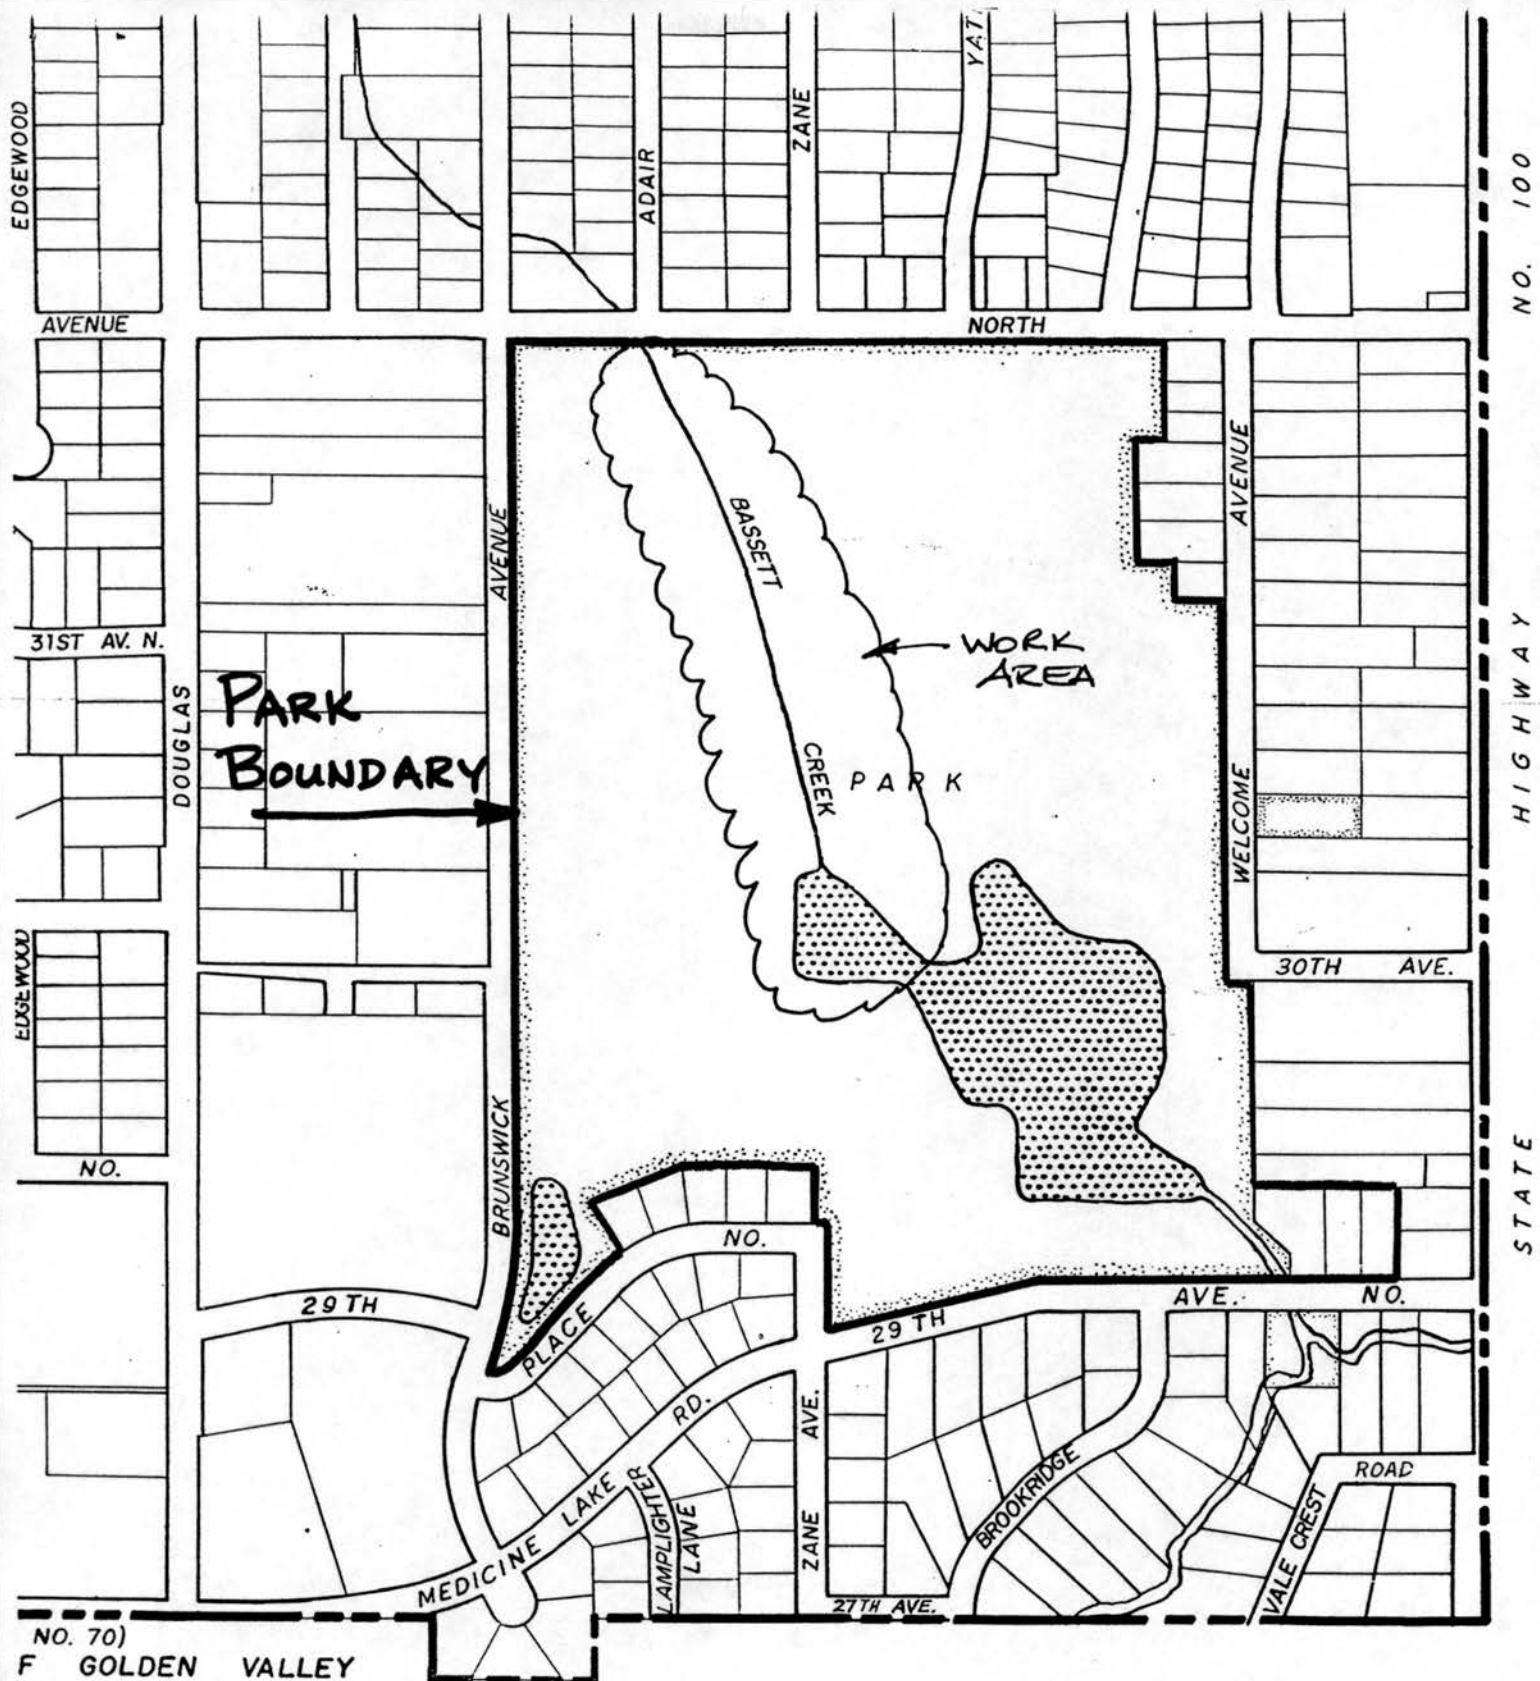 EDGEWOOD
ADAIR
ZANE
YAT.
NO. 100
AVENUE
NORTH
AVENUE
AVENUE
BASSETT
31ST AV. N.
WORK
AREA
DOUGLAS
PARK
BOUNDARY
CREEK
PARK
WELCOME
HIGHWAY
EDGEWOOD
30TH AVE.
BRUNSWICK
NO.
STATE
NO.
29TH
PLACE
29TH
AVE. NO.
RD.
AVE.
LAKE
MEDICINE
LAMPLIGHTER
LANE
ZANE
BROOKRIDGE
ROAD
VALE CREST
27TH AVE.
NO. 70)
F GOLDEN VALLEY